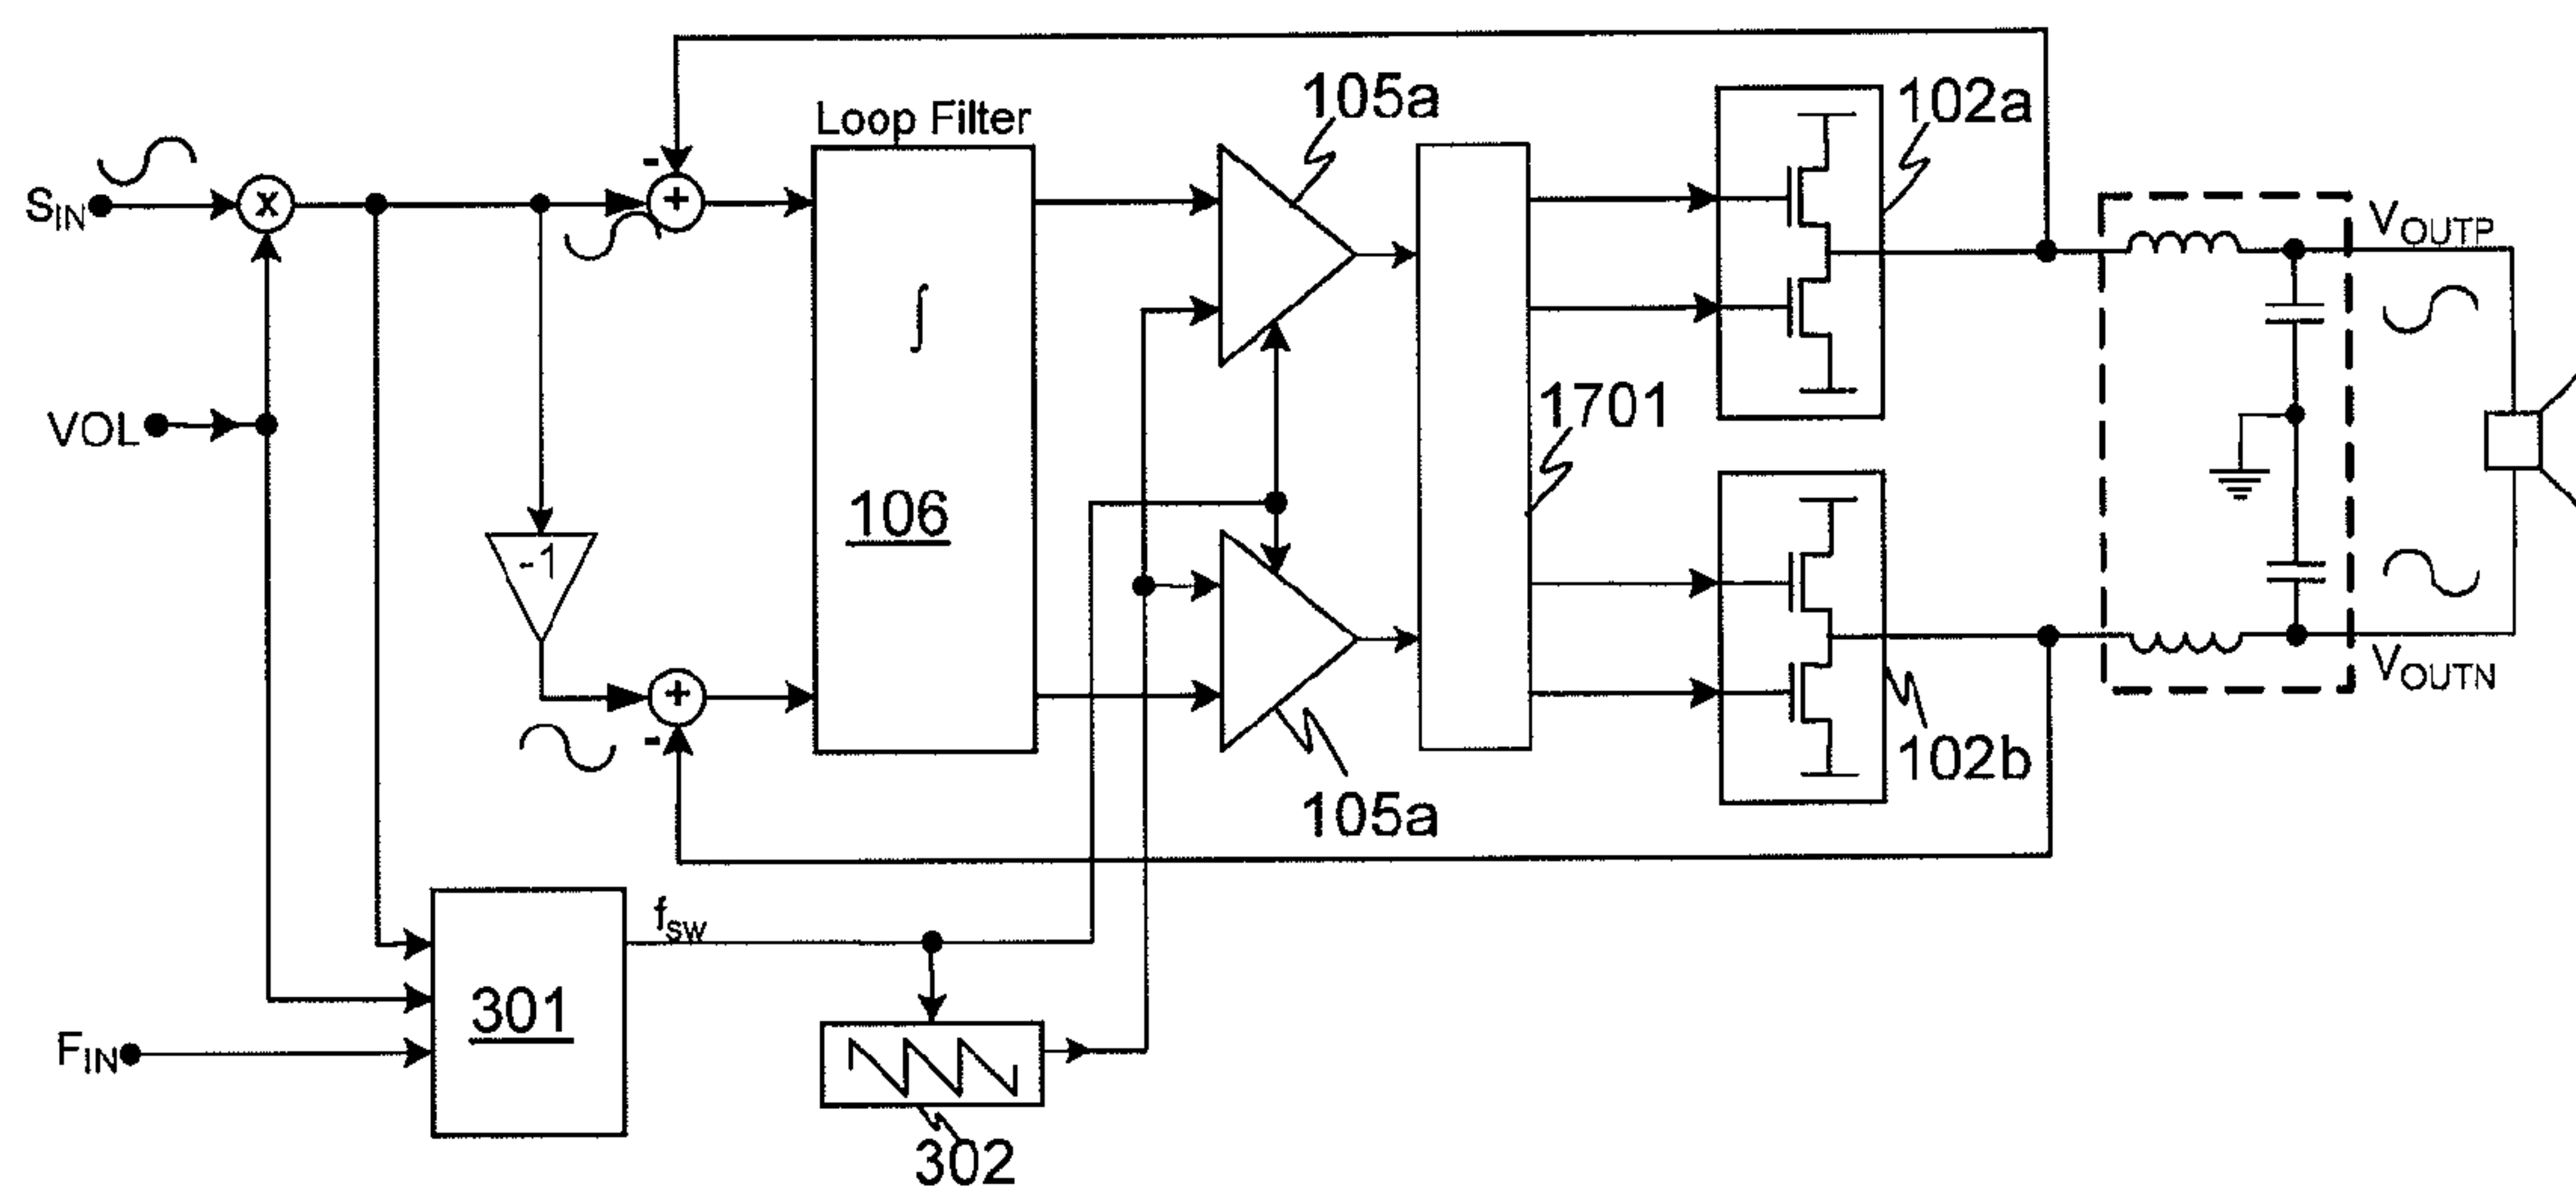 105a
102a
Loop Filter
SIN
x
-
+
VOUTP
∫
1701
VOL
106
-1
+
-
102b
VOUTN
105a
fSW
301
FIN
302